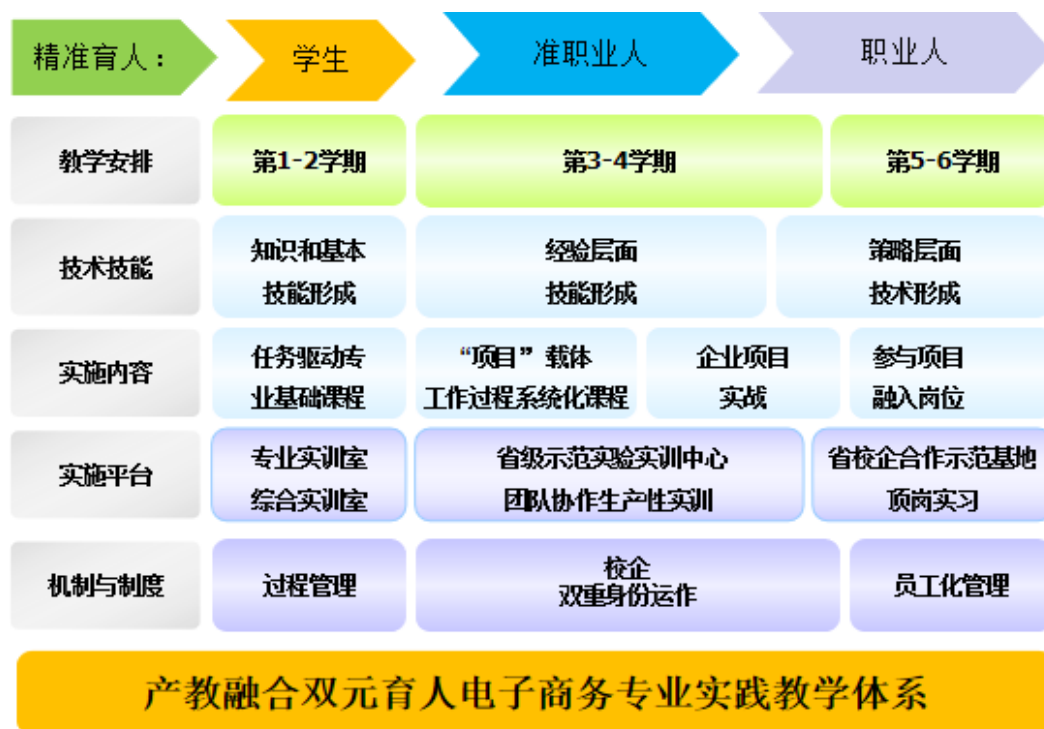 精准育人：
学生
准职业人
职业人
教学安排
第1-2学期
第3-4学期
第5-6学期
技术技能
知识和基本
技能形成
经验层面
技能形成
策略层面
技术形成
实施内容
任务驱动专
业基础课程
“项目”载体
工作过程系统化课程
企业项目
实战
参与项目
融入岗位
实施平台
专业实训室
综合实训室
省级示范实验实训中心
团队协作生产性实训
省校企合作示范基地
顶岗实习
机制与制度
过程管理
校企
双重身份运作
员工化管理
产教融合双元育人电子商务专业实践教学体系